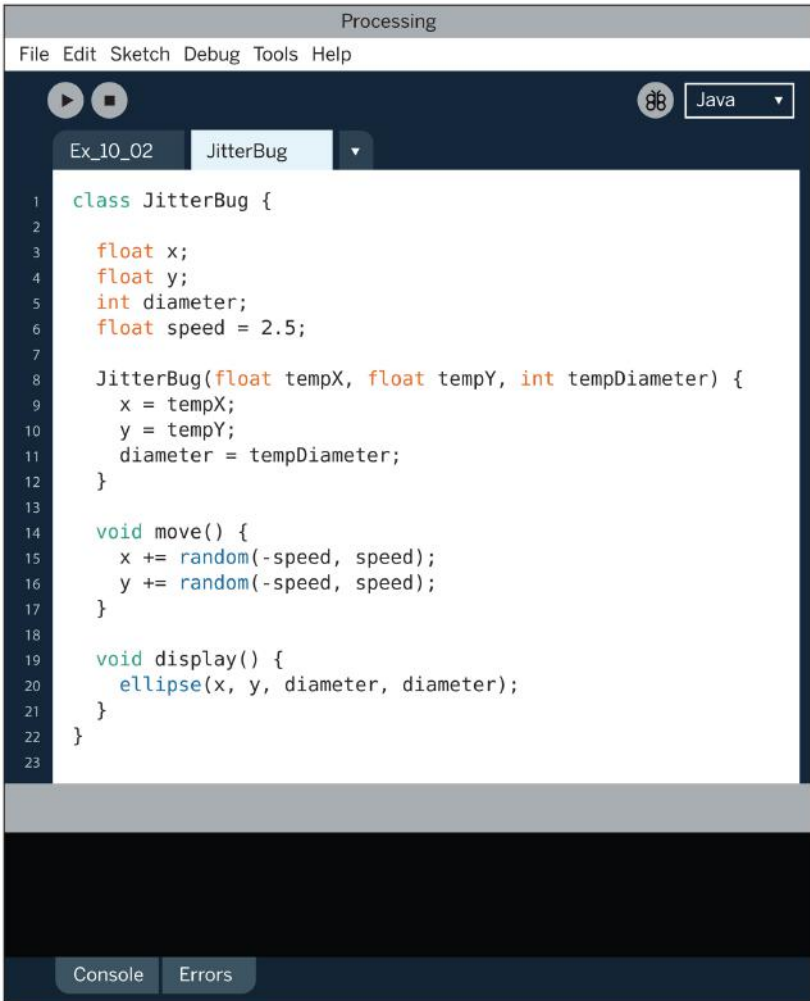 Processing
File Edit Sketch Debug Tools Help
Java
Ex_10_02 JitterBug
1 class JitterBug {
2
3 float x;
4 float y;
5 int diameter;
6 float speed = 2.5;
7
8 JitterBug(float tempX, float tempY, int tempDiameter) {
9 x = tempX;
10 y = tempY;
11 diameter = tempDiameter;
12 }
13
14 void move() {
15 x += random(-speed, speed);
16 y += random(-speed, speed);
17 }
18
19 void display() {
20 ellipse(x, y, diameter, diameter);
21 }
22 }
23
Console Errors